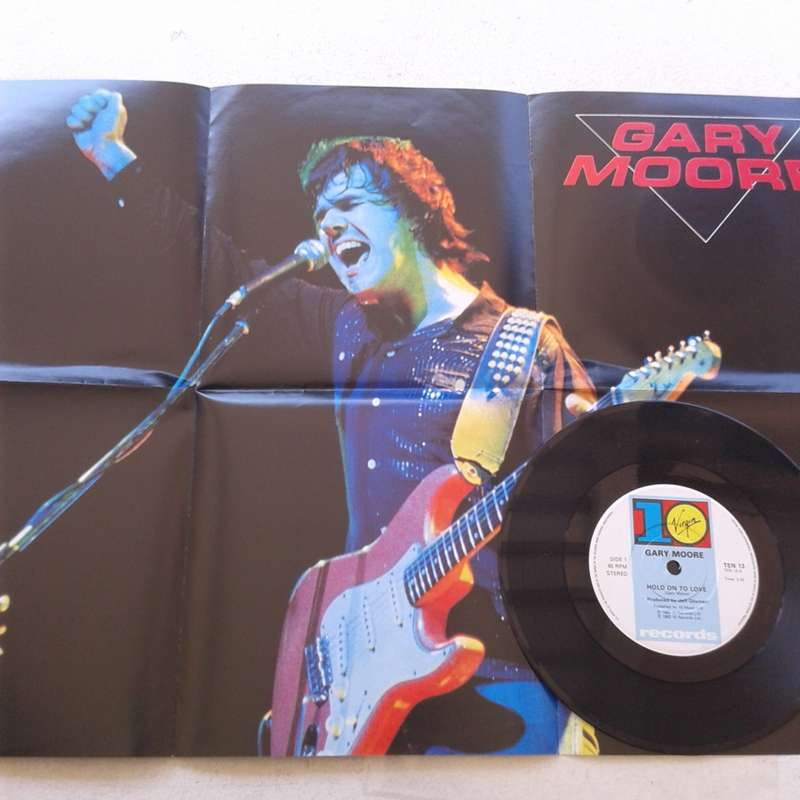 GARY
MOORE
10
Virgin
GARY MOORE
SIDE 1
45 RPM
STEREO
TEN 13
HOLD ON TO LOVE
records